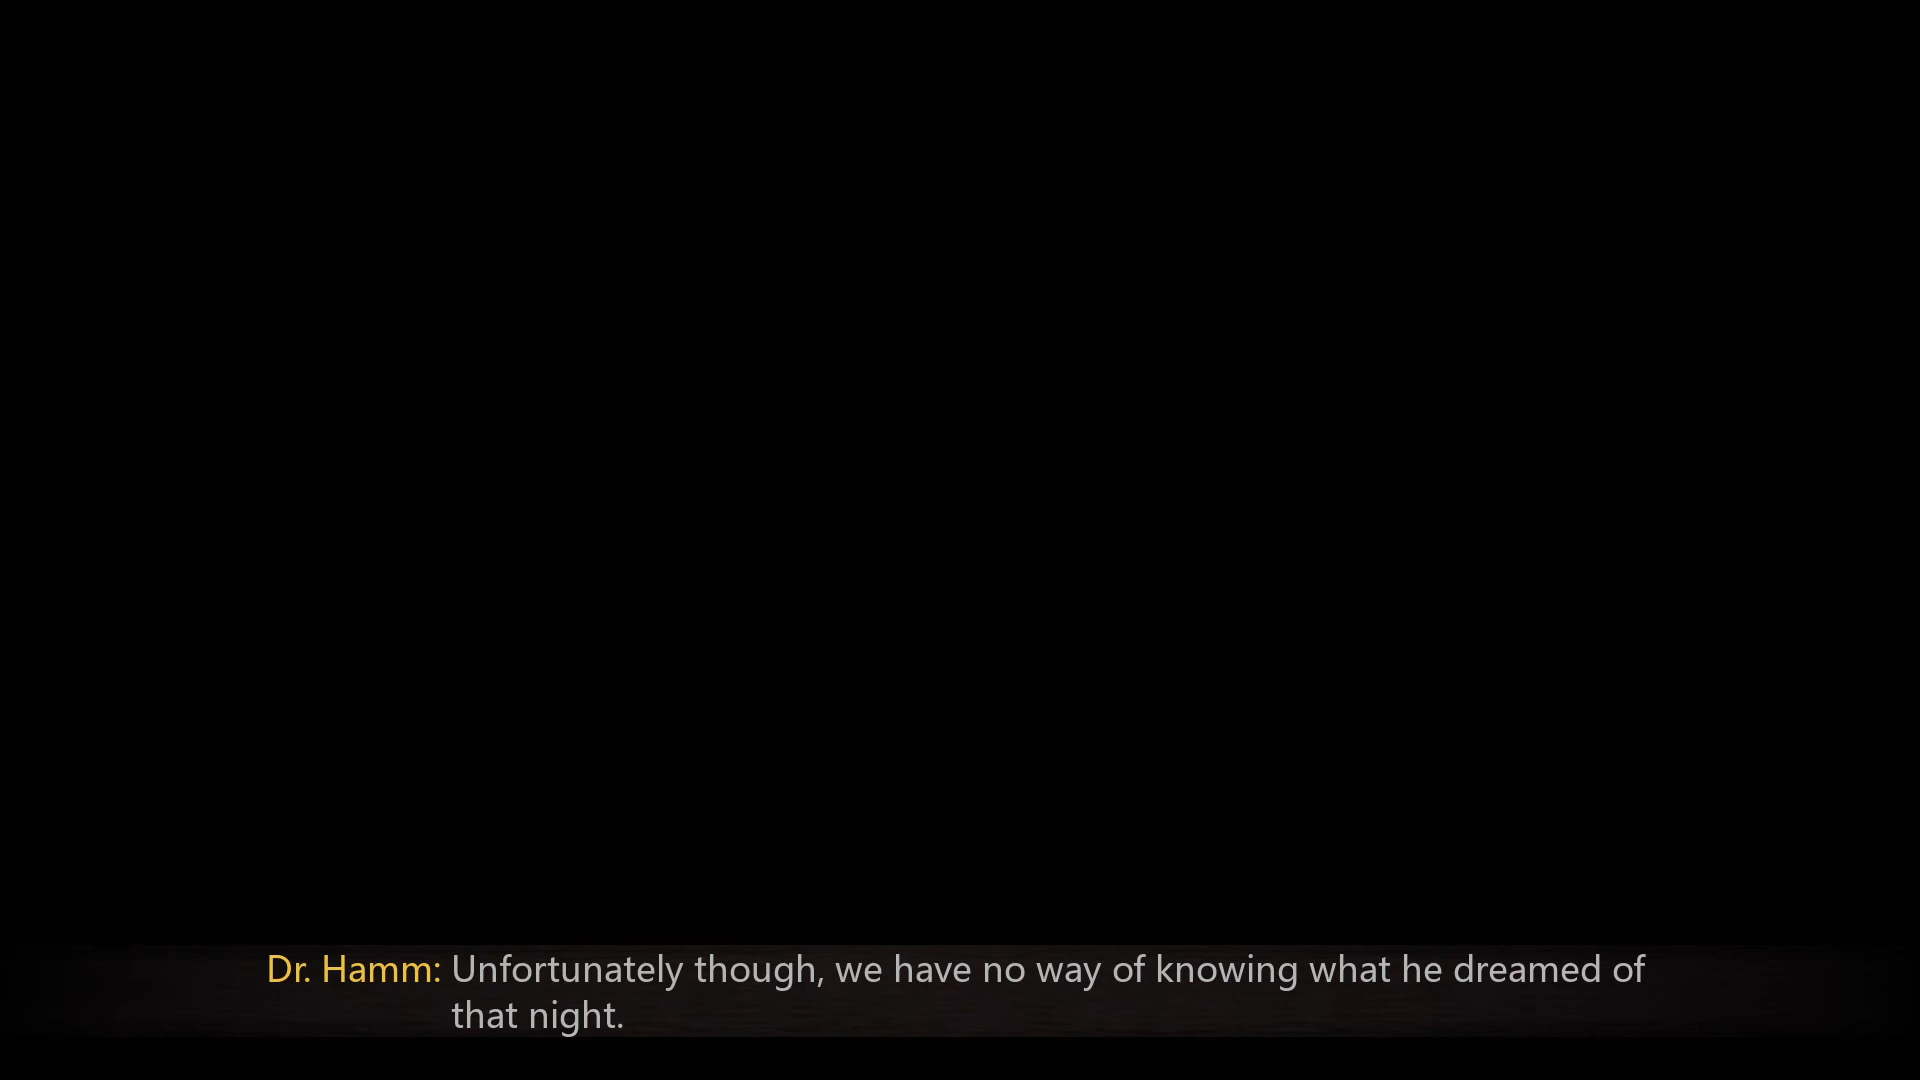 Dr. Hamm: Unfortunately though, we have no way of knowing what he dreamed of
that night.